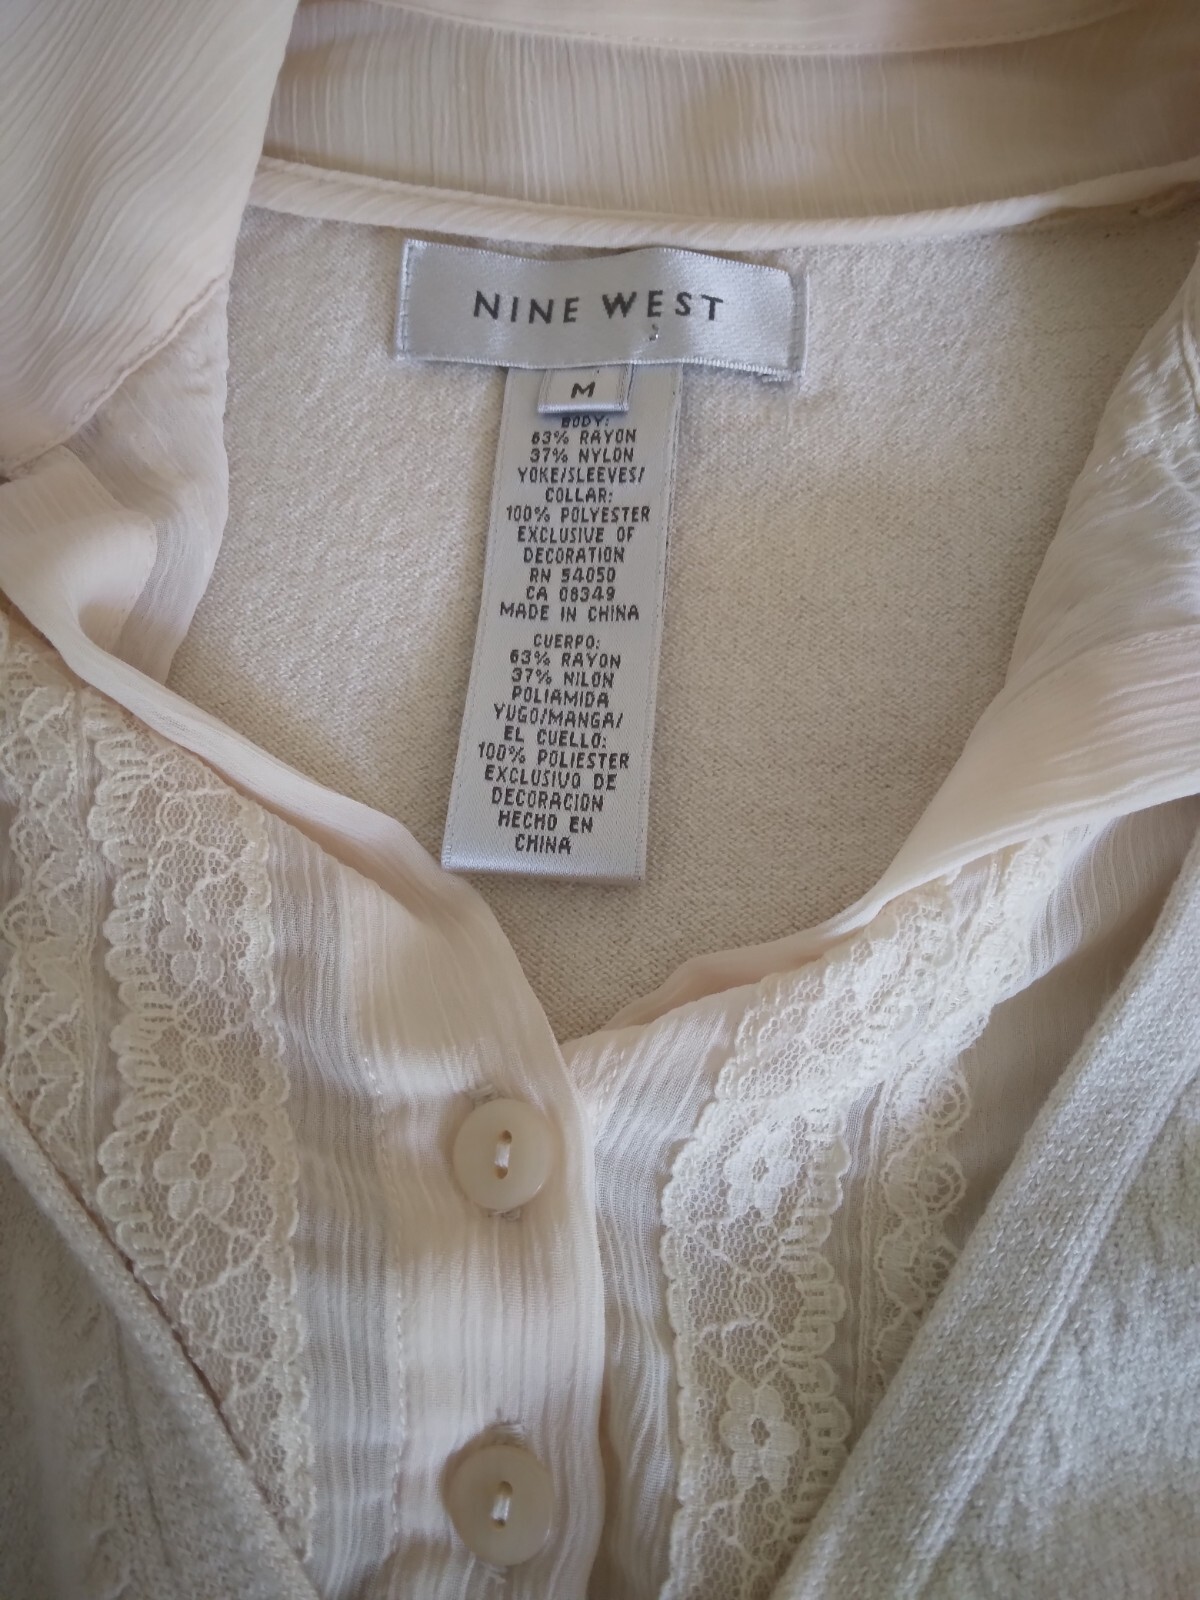 NINE WEST
M
BODY:
63% RAYON
37% NYLON
YOKE/SLEEVES/
COLLAR:
100% POLYESTER
EXCLUSIVE OF
DECORATION
RN 54050
CA 08349
MADE IN CHINA
CUERPO:
63% RAYON
37% NILON
POLIAMIDA
YUGO/MANGA/
EL CUELLO:
100% POLIESTER
EXCLUSIVO DE
DECORACION
HECHO EN
CHINA